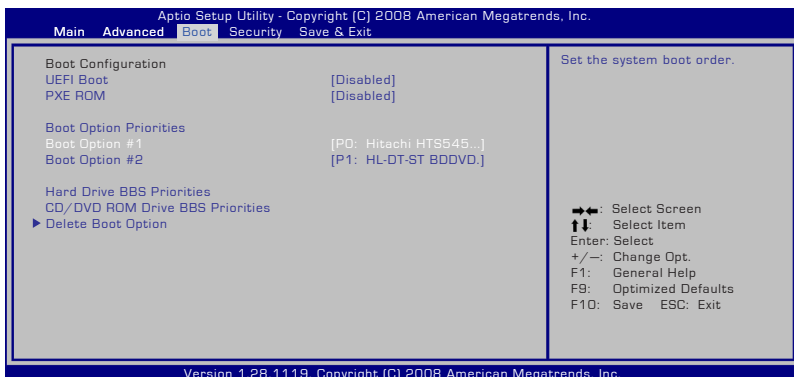 Aptio Setup Utility - Copyright (C) 2008 American Megatrends, Inc.
Main Advanced Boot Security Save & Exit
Boot Configuration
UEFI Boot [Disabled]
PXE ROM [Disabled]
Boot Option Priorities
Boot Option #1 [P0: Hitachi HTS545...]
Boot Option #2 [P1: HL-DT-ST BDDVD.]
Hard Drive BBS Priorities
CD/DVD ROM Drive BBS Priorities
▶ Delete Boot Option
Set the system boot order.
→←: Select Screen
↑↓: Select Item
Enter: Select
+/—: Change Opt.
F1: General Help
F9: Optimized Defaults
F10: Save ESC: Exit
Version 1.28.1119. Copyright (C) 2008 American Megatrends, Inc.